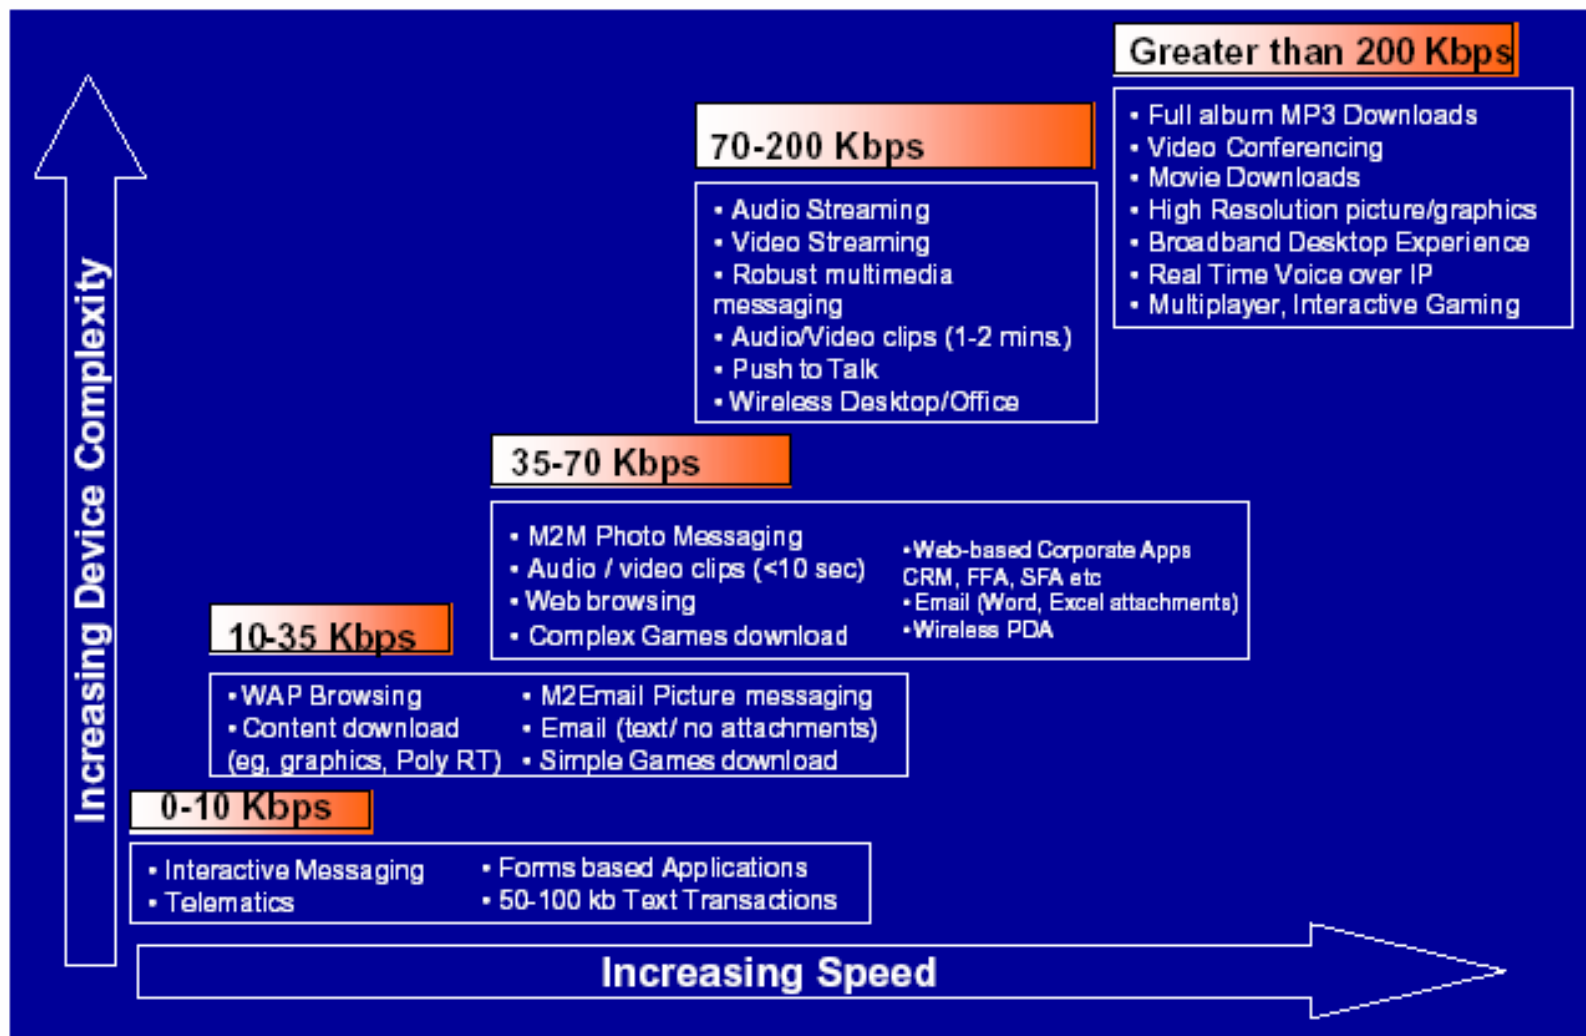 Greater than 200 Kbps
▪ Full album MP3 Downloads
▪ Video Conferencing
▪ Movie Downloads
▪ High Resolution picture/graphics
▪ Broadband Desktop Experience
▪ Real Time Voice over IP
▪ Multiplayer, Interactive Gaming
70-200 Kbps
▪ Audio Streaming
▪ Video Streaming
▪ Robust multimedia
messaging
▪ Audio/Video clips (1-2 mins.)
▪ Push to Talk
▪ Wireless Desktop/Office
35-70 Kbps
▪ M2M Photo Messaging
▪ Audio / video clips (<10 sec)
▪ Web browsing
▪ Complex Games download
▪ Web-based Corporate Apps
CRM, FFA, SFA etc
▪ Email (Word, Excel attachments)
▪ Wireless PDA
10-35 Kbps
▪ WAP Browsing
▪ Content download
(eg, graphics, Poly RT)
▪ M2Email Picture messaging
▪ Email (text/ no attachments)
▪ Simple Games download
0-10 Kbps
▪ Interactive Messaging
▪ Telematics
▪ Forms based Applications
▪ 50-100 kb Text Transactions
Increasing Device Complexity
Increasing Speed